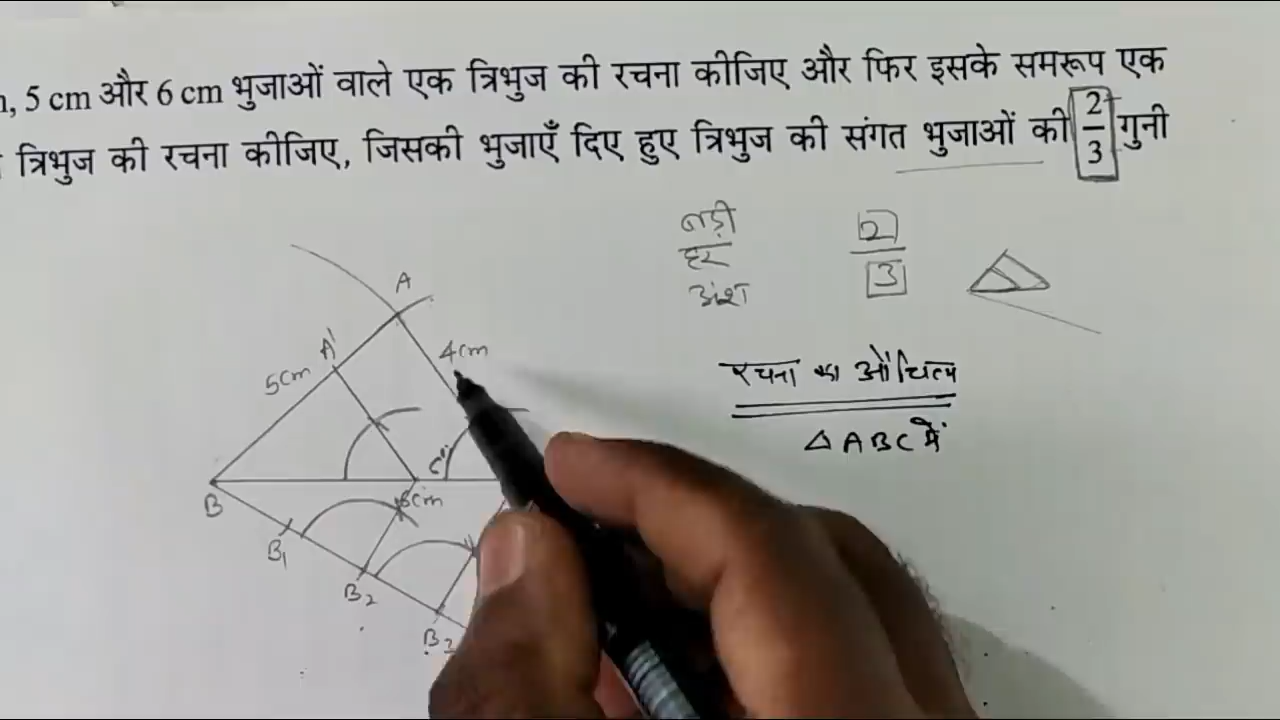 , 5 cm और 6 cm भुजाओं वाले एक त्रिभुज की रचना कीजिए और फिर इसके समरूप एक
त्रिभुज की रचना कीजिए, जिसकी भुजाएँ दिए हुए त्रिभुज की संगत भुजाओं की 2/3 गुनी
बड़ी
हर
अंश
2
3
A
A'
4cm
5cm
रचना का औचित्य
△ABC में
C'
B
6cm
B1
B2
B3